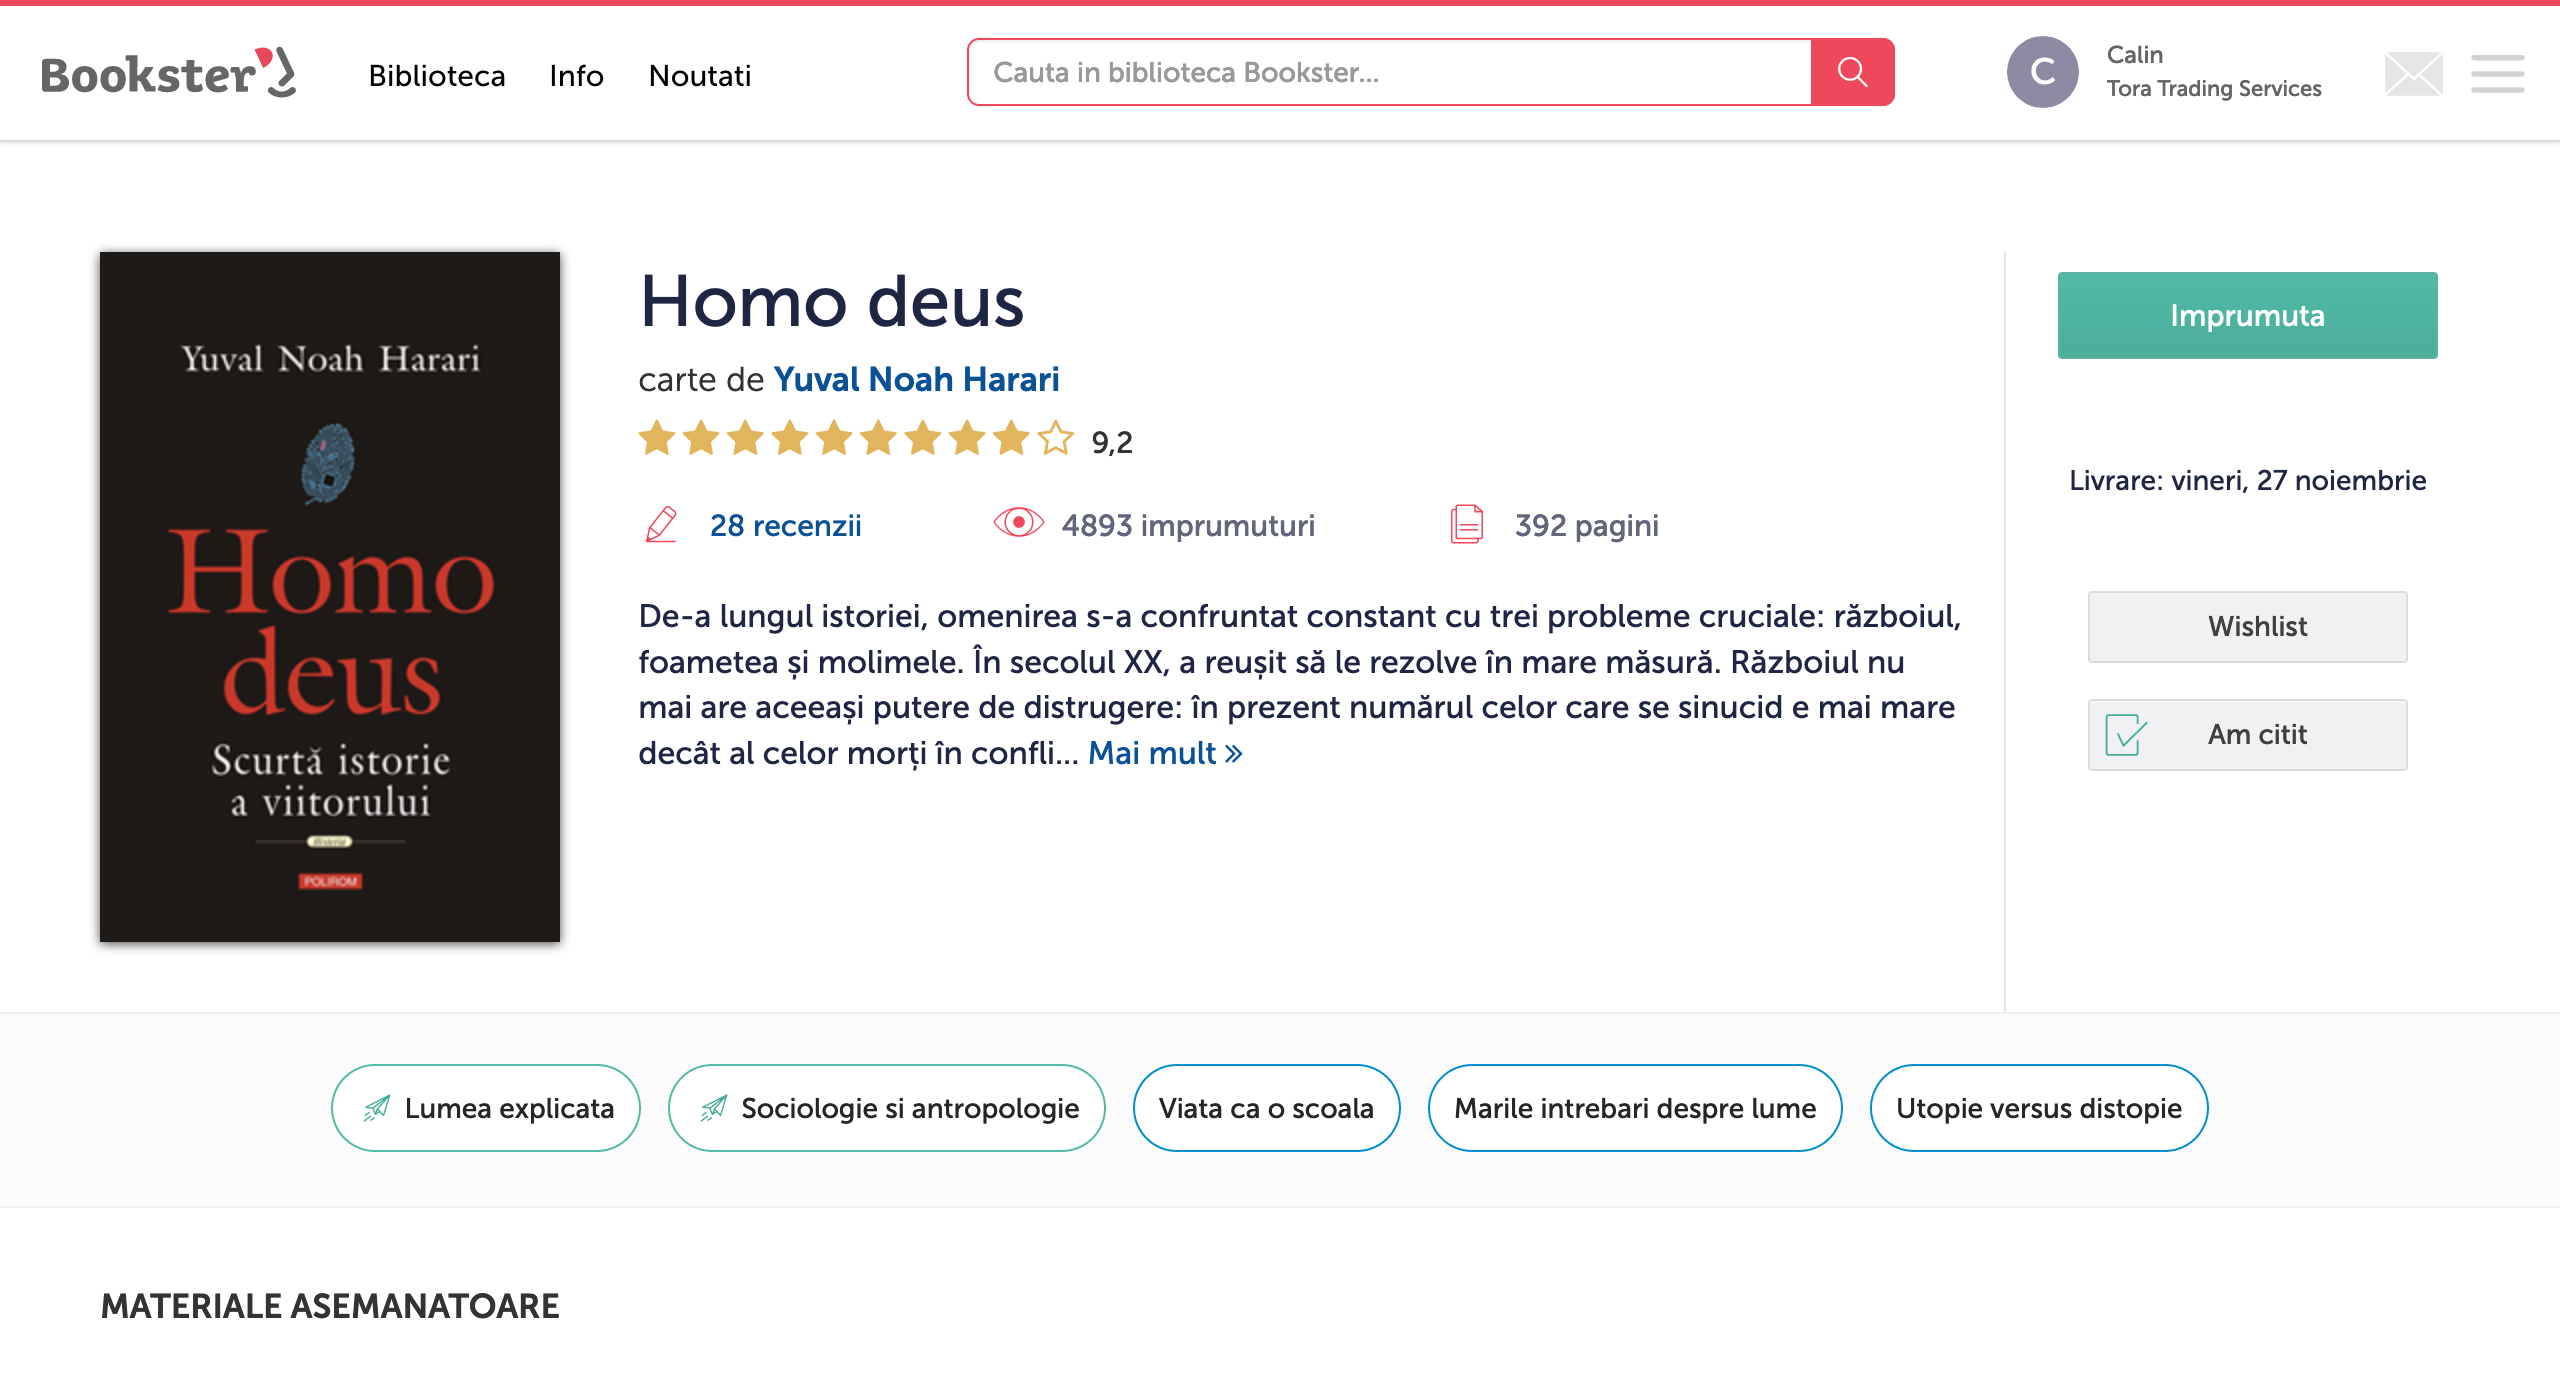 Bookster
Biblioteca
Info
Noutati
Cauta in biblioteca Bookster...
C
Calin
Tora Trading Services
Yuval Noah Harari
Homo
deus
Scurtă istorie
a viitorului
POLIROM
Homo deus
carte de Yuval Noah Harari
9,2
28 recenzii
4893 imprumuturi
392 pagini
De-a lungul istoriei, omenirea s-a confruntat constant cu trei probleme cruciale: războiul,
foametea și molimele. În secolul XX, a reușit să le rezolve în mare măsură. Războiul nu
mai are aceeași putere de distrugere: în prezent numărul celor care se sinucid e mai mare
decât al celor morți în confli... Mai mult »
Imprumuta
Livrare: vineri, 27 noiembrie
Wishlist
Am citit
Lumea explicata
Sociologie si antropologie
Viata ca o scoala
Marile intrebari despre lume
Utopie versus distopie
MATERIALE ASEMANATOARE